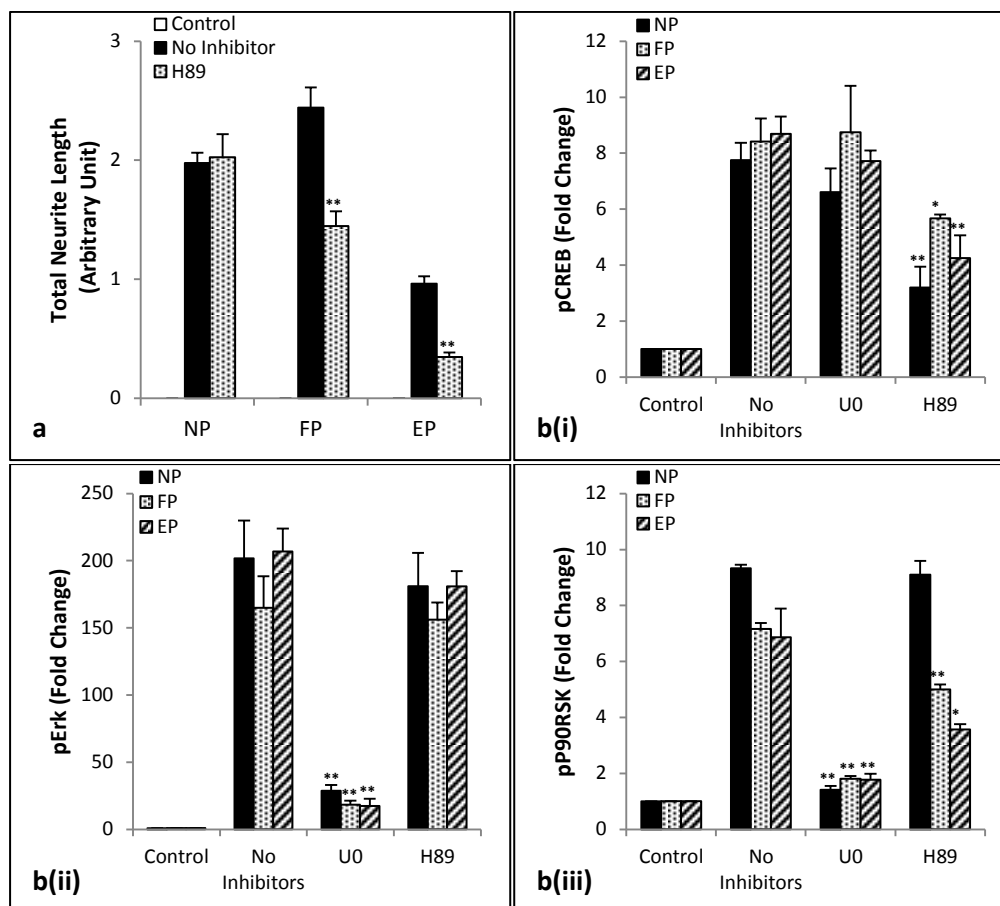 Control
No Inhibitor
H89
Total Neurite Length
(Arbitrary Unit)
3
2
1
0
**
**
NP FP EP
a
NP
FP
EP
pCREB (Fold Change)
12
10
8
6
4
2
0
**
*
**
Control No U0 H89
Inhibitors
b(i)
NP
FP
EP
pErk (Fold Change)
250
200
150
100
50
0
** ** **
Control No U0 H89
Inhibitors
b(ii)
NP
FP
EP
pP90RSK (Fold Change)
12
10
8
6
4
2
0
** ** **
**
*
Control No U0 H89
Inhibitors
b(iii)